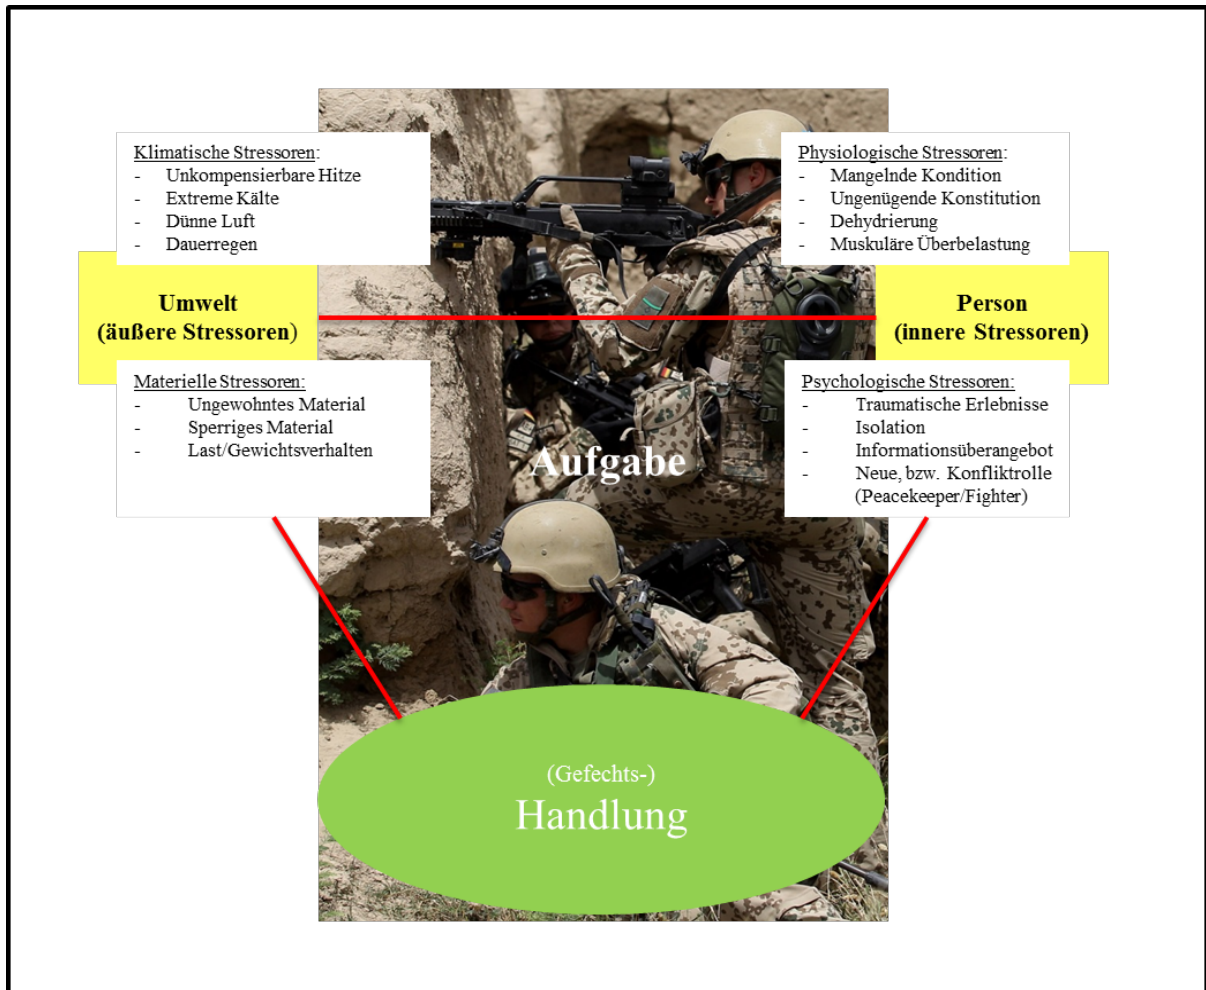 Klimatische Stressoren:
- Unkompensierbare Hitze
- Extreme Kälte
- Dünne Luft
- Dauerregen
Umwelt
(äußere Stressoren)
Materielle Stressoren:
- Ungewohntes Material
- Sperriges Material
- Last/Gewichtsverhalten
Physiologische Stressoren:
- Mangelnde Kondition
- Ungenügende Konstitution
- Dehydrierung
- Muskuläre Überbelastung
Person
(innere Stressoren)
Psychologische Stressoren:
- Traumatische Erlebnisse
- Isolation
- Informationsüberangebot
- Neue, bzw. Konfliktrolle
(Peacekeeper/Fighter)
Aufgabe
(Gefechts-)
Handlung